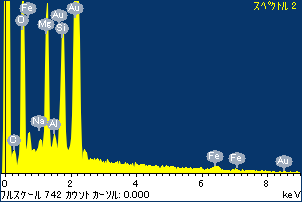 スペクトル 2
Fe Au
O Mg Au
Si
Na Al
C Fe Fe Au
0 2 4 6 8 keV
フルスケール 742 カウント カーソル: 0.000